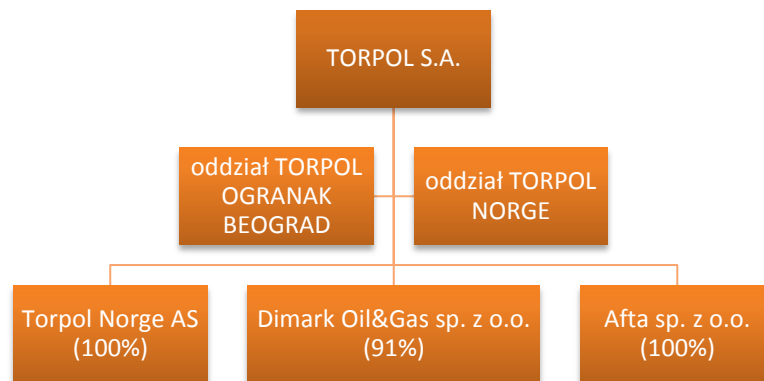 TORPOL S.A.
oddział TORPOL
OGRANAK
BEOGRAD
oddział TORPOL
NORGE
Torpol Norge AS
(100%)
Dimark Oil&Gas sp. z o.o.
(91%)
Afta sp. z o.o.
(100%)